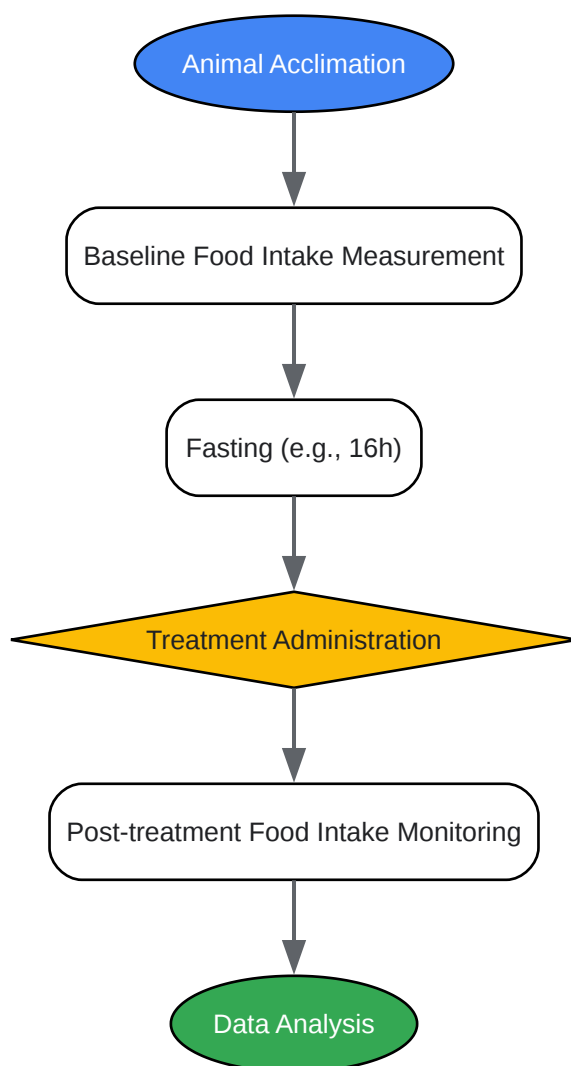 Animal Acclimation
Baseline Food Intake Measurement
Fasting (e.g., 16h)
Treatment Administration
Post-treatment Food Intake Monitoring
Data Analysis